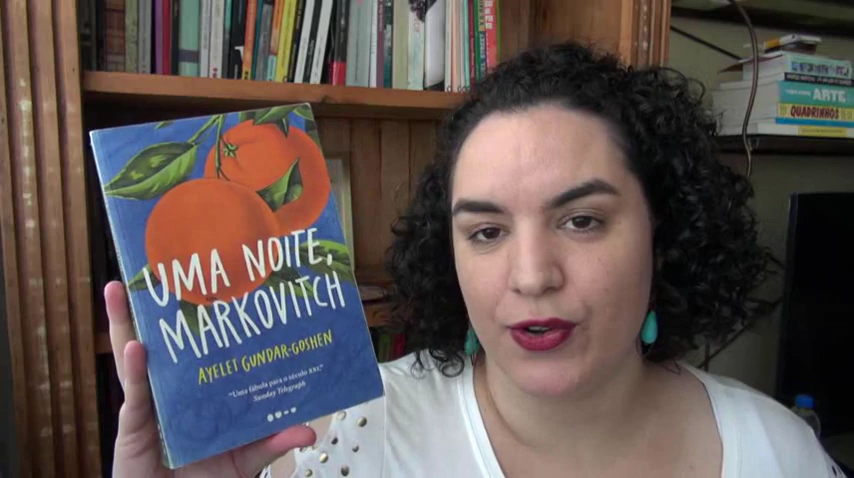 UMA NOITE,
MARKOVITCH
AYELET GUNDAR-GOSHEN
“Uma fábula para o século XXI.”
Sunday Telegraph
ARTE
QUADRINHOS